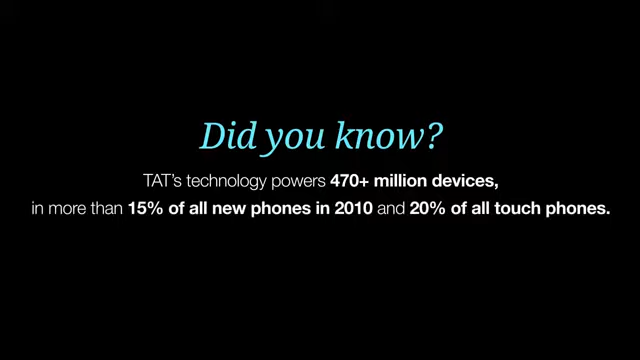 Did you know?
TAT's technology powers 470+ million devices,
in more than 15% of all new phones in 2010 and 20% of all touch phones.